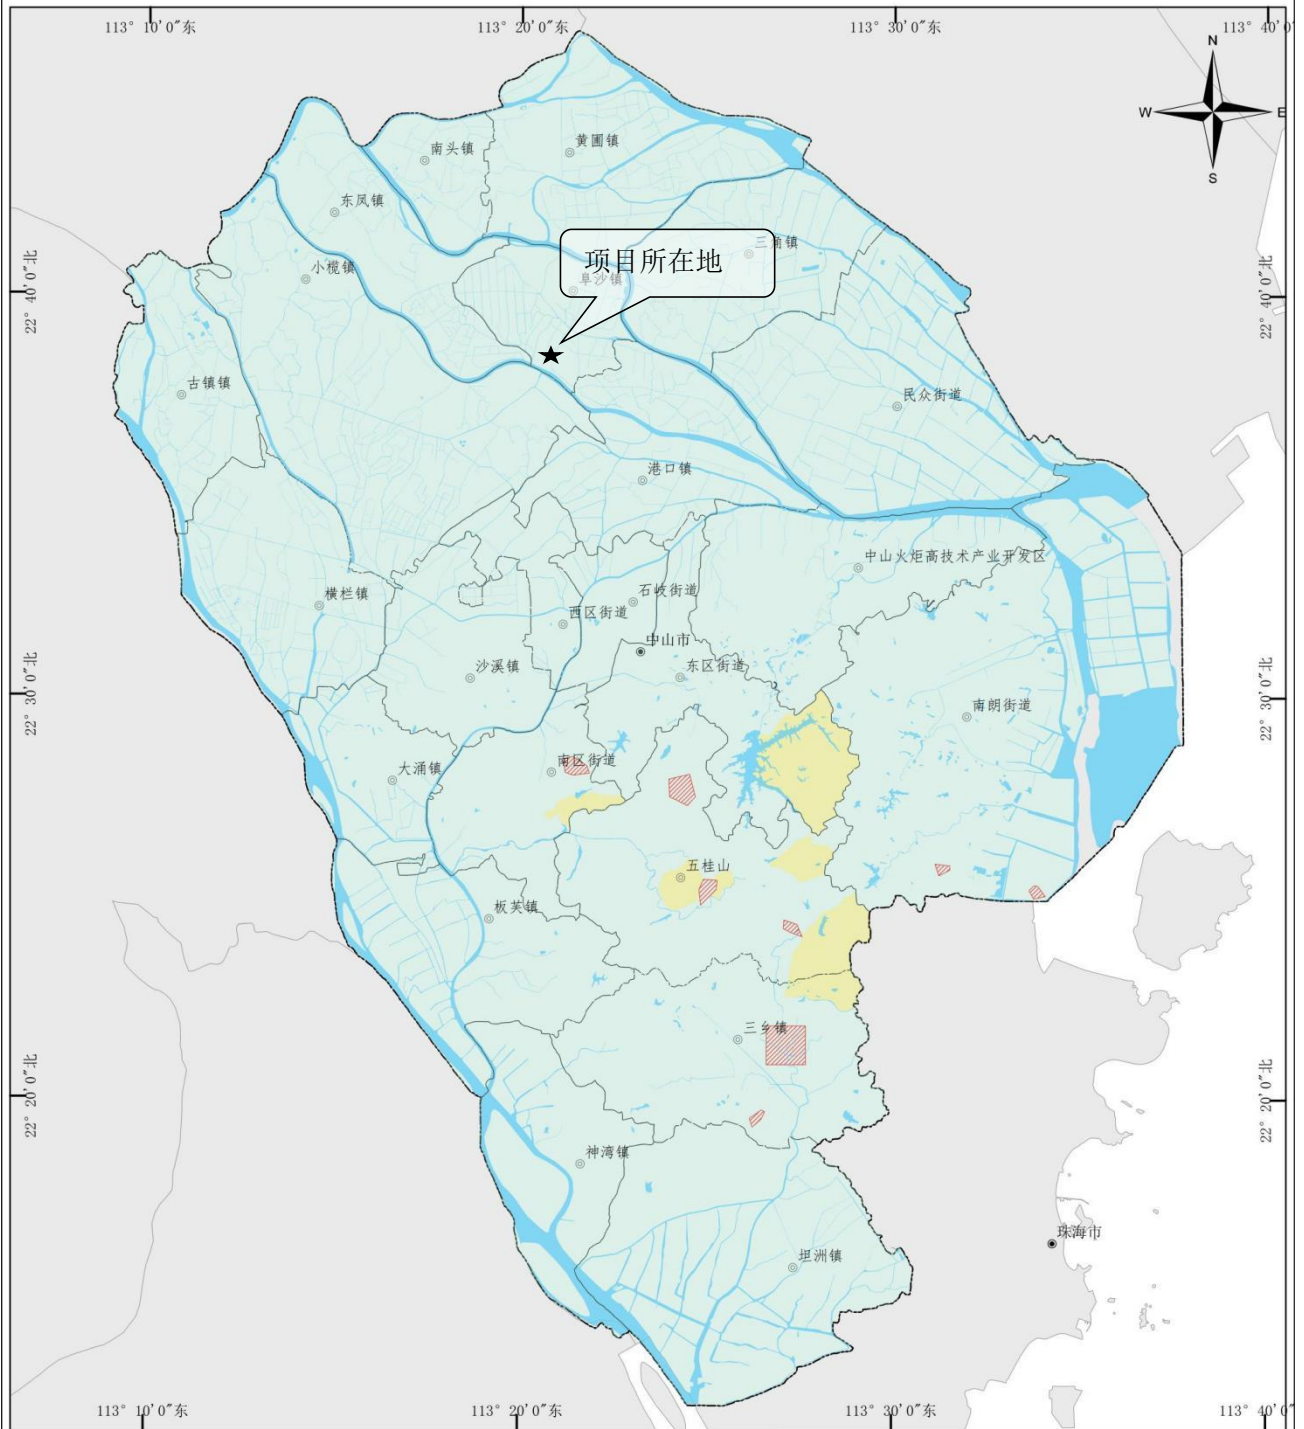 113° 10'0"东
113° 20'0"东
113° 30'0"东
113° 40'0"
N
W
E
S
南头镇
黄圃镇
东凤镇
三角镇
项目所在地
小榄镇
阜沙镇
22° 40'0"北
22° 40'0"北
古镇镇
民众街道
港口镇
中山火炬高技术产业开发区
横栏镇
石岐街道
西区街道
中山市
沙溪镇
东区街道
22° 30'0"北
22° 30'0"北
南朗街道
大涌镇
南区街道
五桂山
板芙镇
三乡镇
22° 20'0"北
22° 20'0"北
神湾镇
珠海市
坦洲镇
113° 10'0"东
113° 20'0"东
113° 30'0"东
113° 40'0"